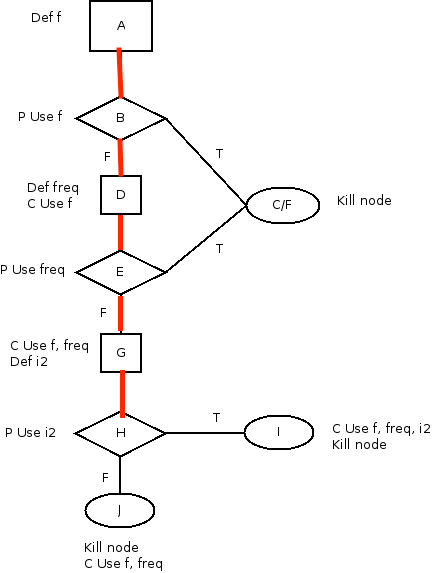 Def f
A
P Use f
B
T
F
Def freq
C Use f
D
C/F
Kill node
P Use freq
E
T
F
C Use f, freq
Def i2
G
P Use i2
H
T
I
C Use f, freq, i2
Kill node
F
J
Kill node
C Use f, freq